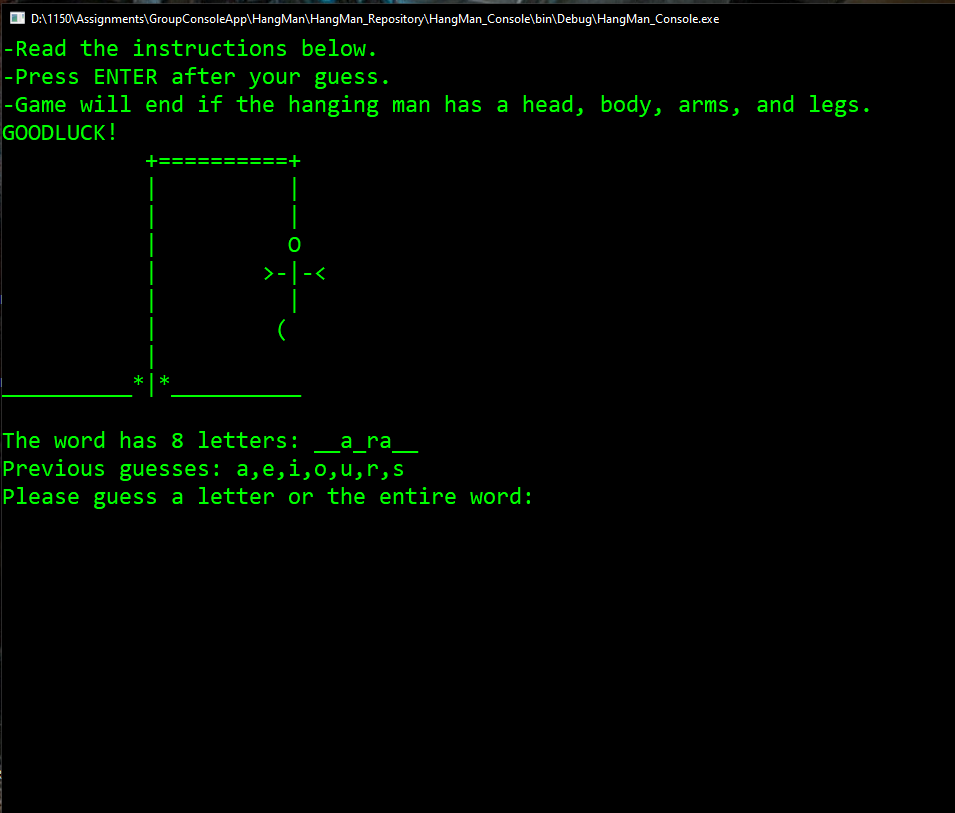 D:\1150\Assignments\GroupConsoleApp\HangMan\HangMan_Repository\HangMan_Console\bin\Debug\HangMan_Console.exe
-Read the instructions below.
-Press ENTER after your guess.
-Game will end if the hanging man has a head, body, arms, and legs.
GOODLUCK!
           +==========+
           |          |
           |          |
           |          O
           |        >-|-<
           |          |
           |         (
           |
__________*|*__________
The word has 8 letters: __a_ra__
Previous guesses: a,e,i,o,u,r,s
Please guess a letter or the entire word: